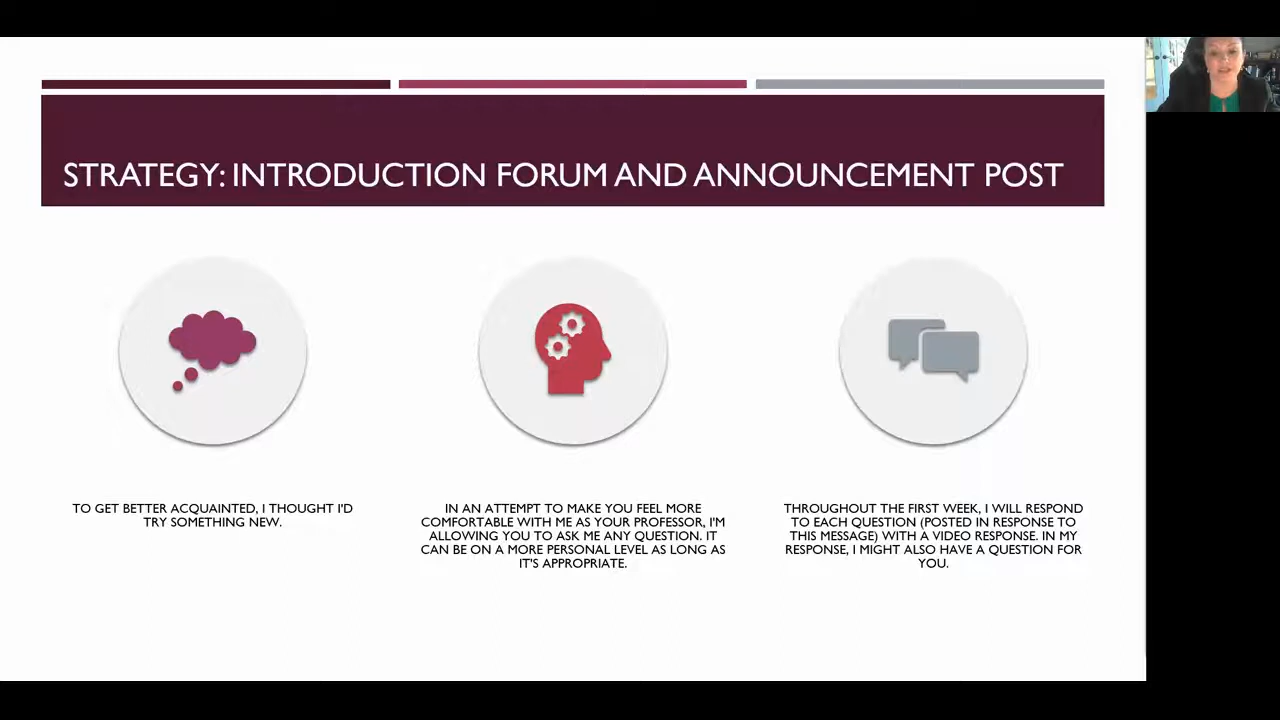 STRATEGY: INTRODUCTION FORUM AND ANNOUNCEMENT POST
TO GET BETTER ACQUAINTED, I THOUGHT I'D
TRY SOMETHING NEW.
IN AN ATTEMPT TO MAKE YOU FEEL MORE
COMFORTABLE WITH ME AS YOUR PROFESSOR, I'M
ALLOWING YOU TO ASK ME ANY QUESTION. IT
CAN BE ON A MORE PERSONAL LEVEL AS LONG AS
IT'S APPROPRIATE.
THROUGHOUT THE FIRST WEEK, I WILL RESPOND
TO EACH QUESTION (POSTED IN RESPONSE TO
THIS MESSAGE) WITH A VIDEO RESPONSE. IN MY
RESPONSE, I MIGHT ALSO HAVE A QUESTION FOR
YOU.